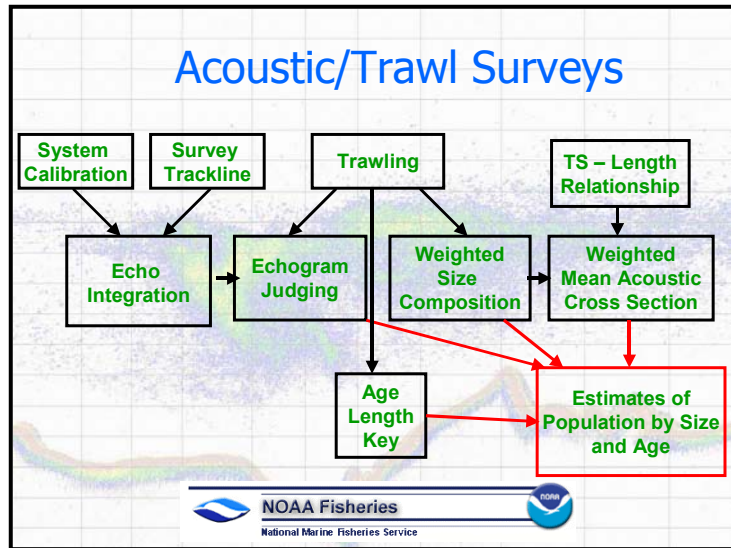 Acoustic/Trawl Surveys
System
Calibration
Survey
Trackline
Trawling
TS – Length
Relationship
Echo
Integration
Echogram
Judging
Weighted
Size
Composition
Weighted
Mean Acoustic
Cross Section
Age
Length
Key
Estimates of
Population by Size
and Age
NOAA Fisheries
National Marine Fisheries Service
NOAA